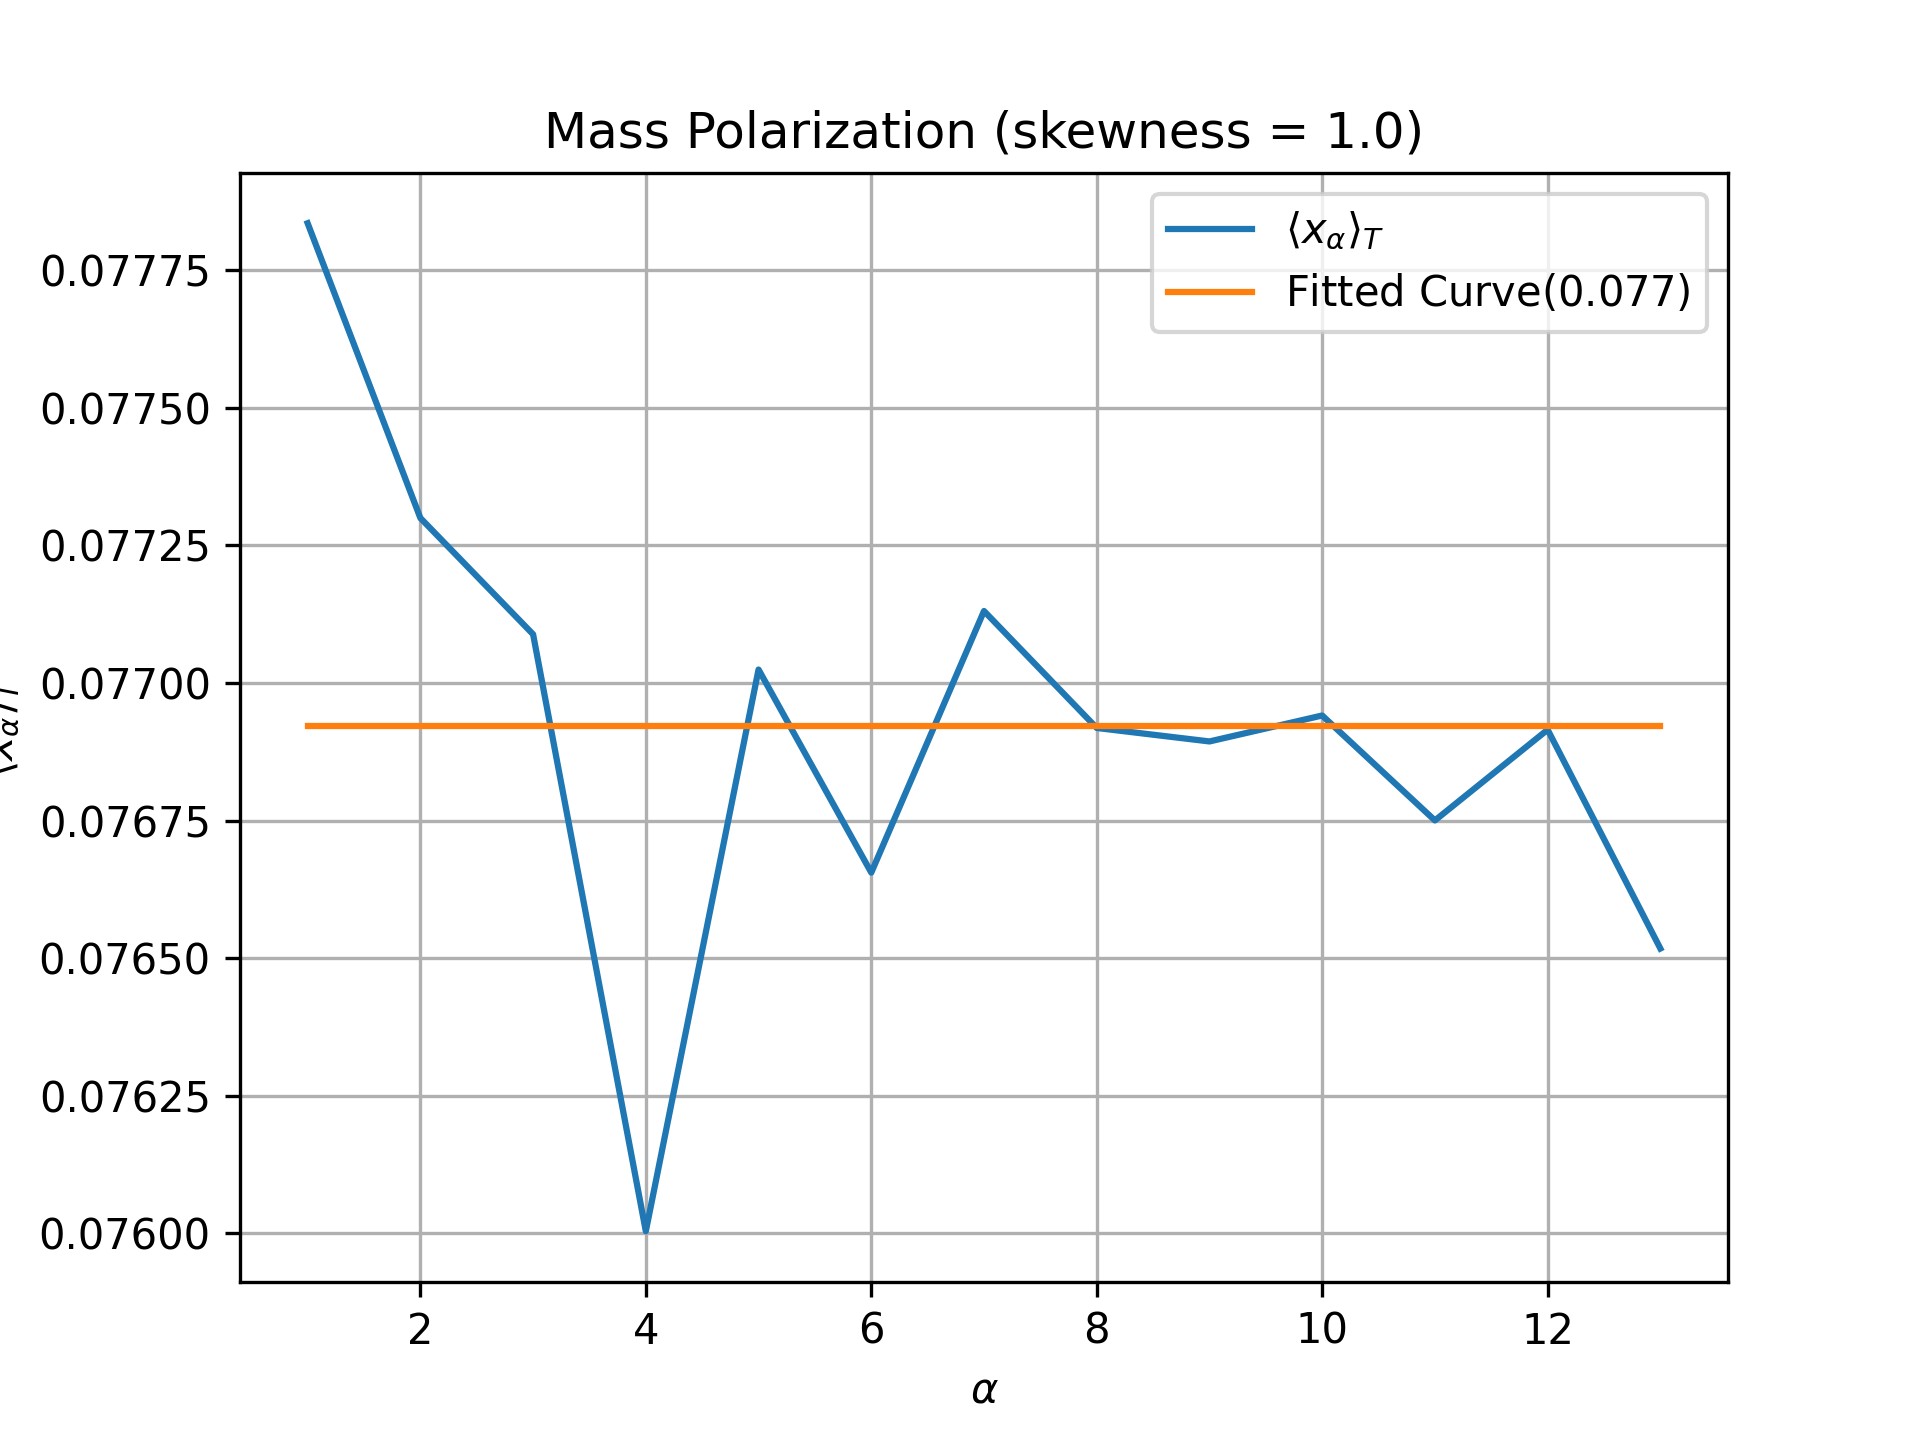 Mass Polarization (skewness = 1.0)
⟨x_α⟩_T
Fitted Curve(0.077)
0.07775
0.07750
0.07725
0.07700
0.07675
0.07650
0.07625
0.07600
2 4 6 8 10 12
α